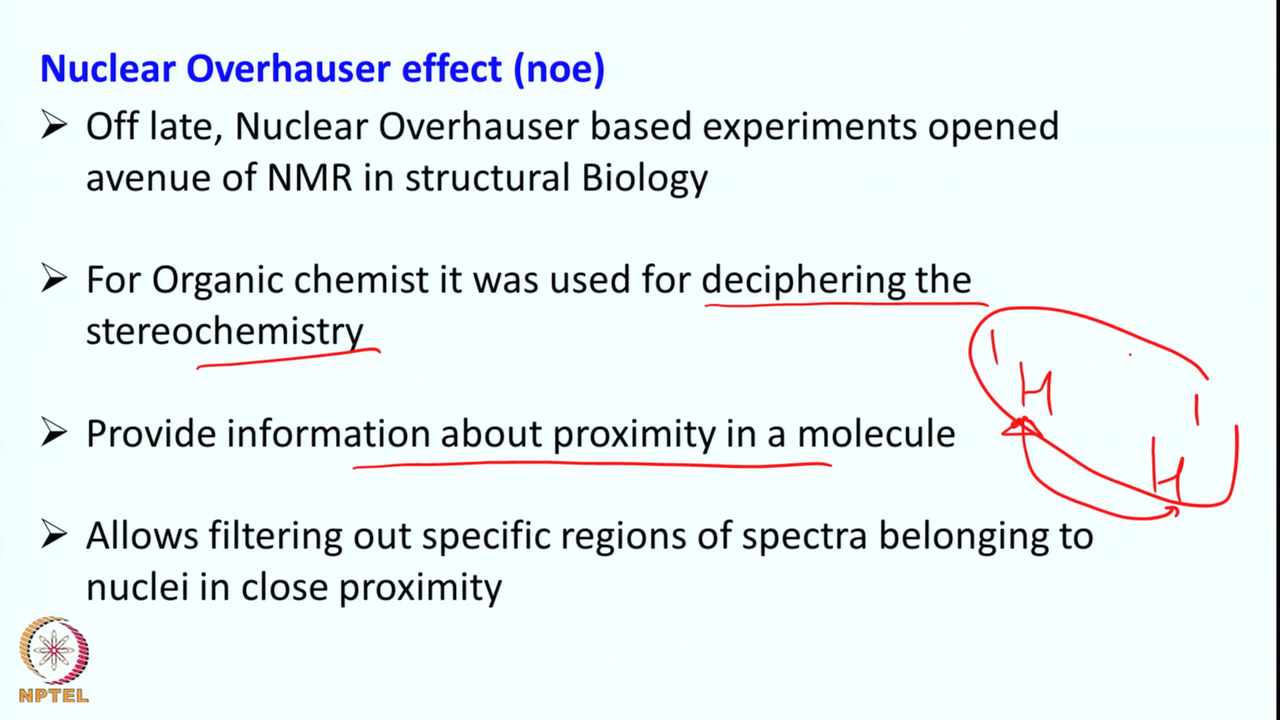 Nuclear Overhauser effect (noe)
➢ Off late, Nuclear Overhauser based experiments opened
avenue of NMR in structural Biology
➢ For Organic chemist it was used for deciphering the
stereochemistry
➢ Provide information about proximity in a molecule
1
H
1
H
➢ Allows filtering out specific regions of spectra belonging to
nuclei in close proximity
NPTEL